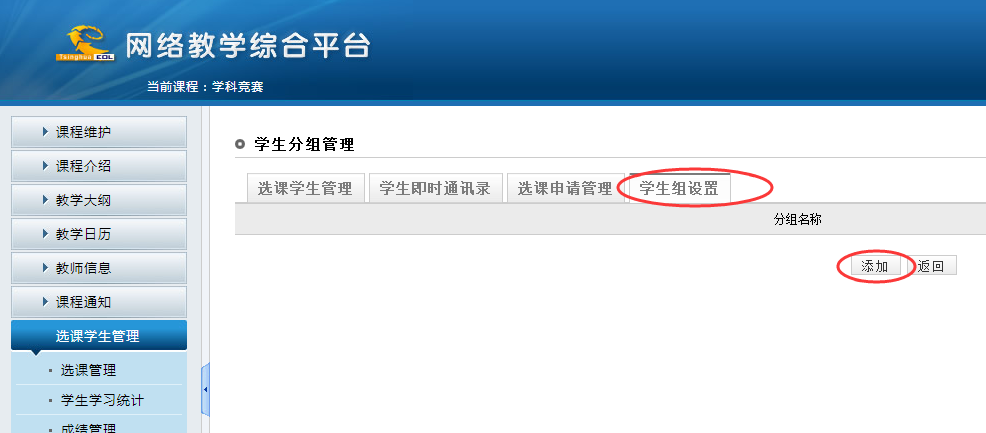 Tsinghua EOL
网络教学综合平台
当前课程：学科竞赛
课程维护
课程介绍
教学大纲
教学日历
教师信息
课程通知
选课学生管理
选课管理
学生学习统计
成绩管理
学生分组管理
选课学生管理 学生即时通讯录 选课申请管理 学生组设置
分组名称
添加 返回